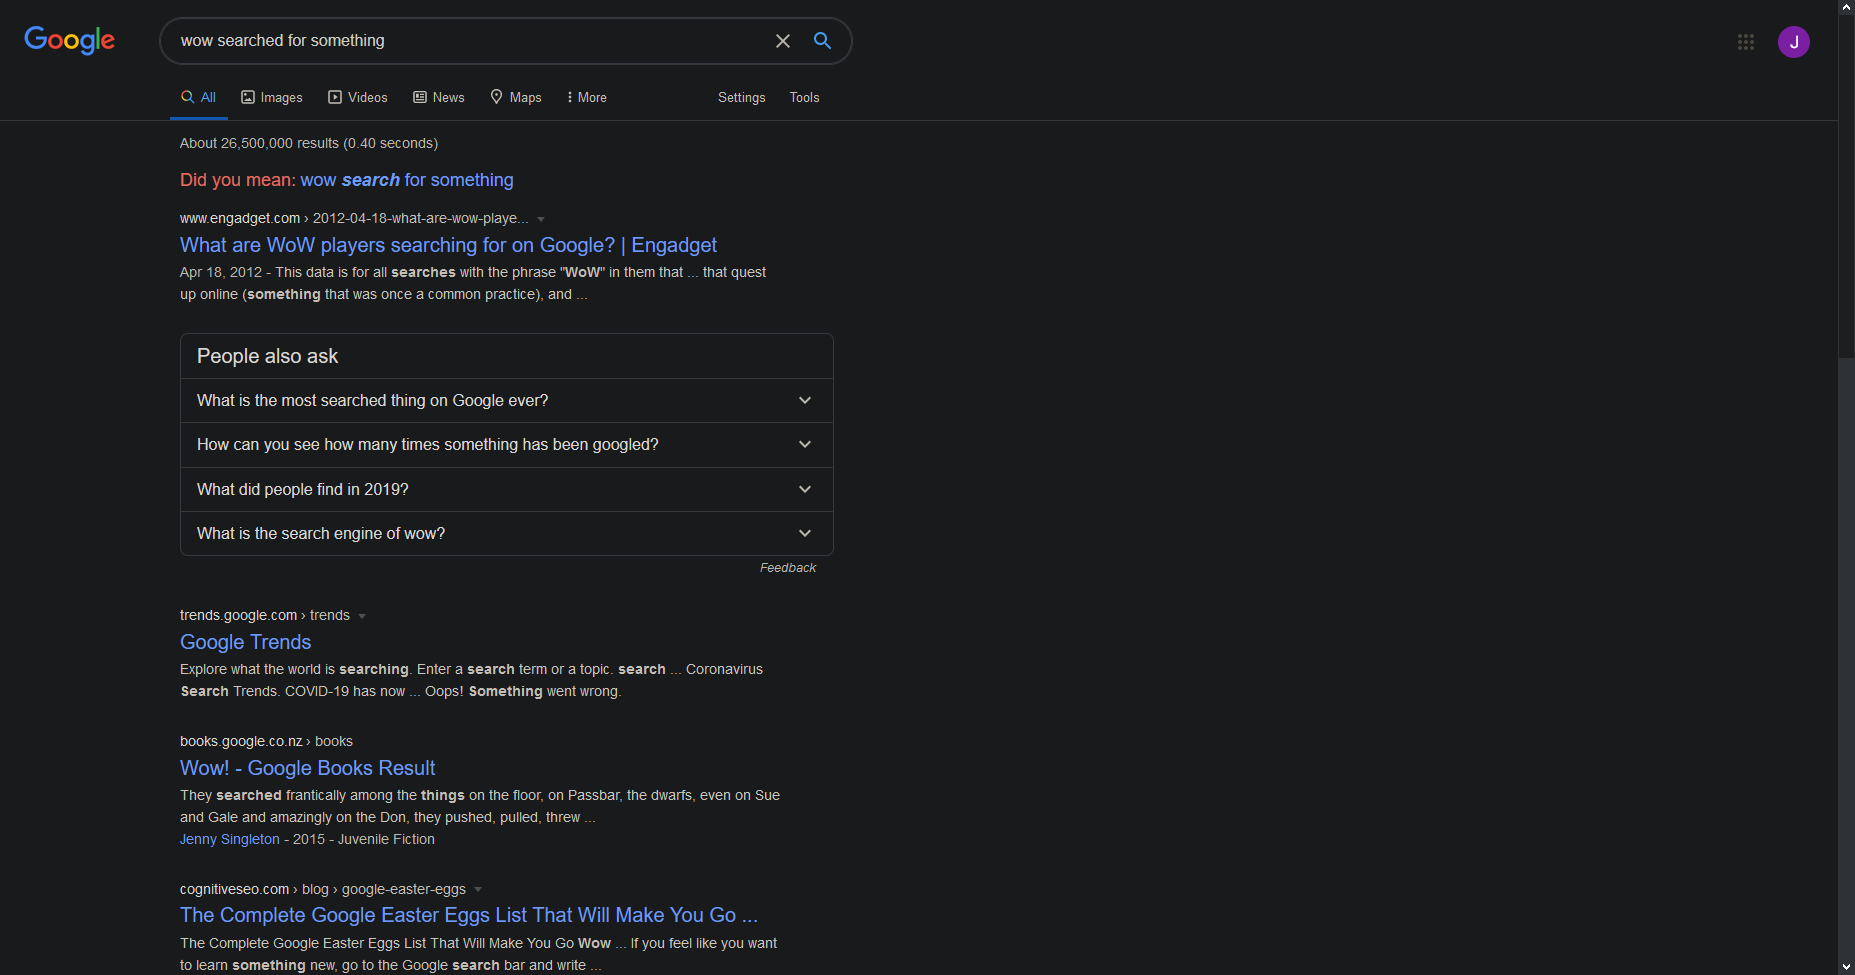 Google
wow searched for something
J
All Images Videos News Maps More Settings Tools
About 26,500,000 results (0.40 seconds)
Did you mean: wow search for something
www.engadget.com › 2012-04-18-what-are-wow-playe...
What are WoW players searching for on Google? | Engadget
Apr 18, 2012 - This data is for all searches with the phrase "WoW" in them that ... that quest
up online (something that was once a common practice), and ...
People also ask
What is the most searched thing on Google ever?
How can you see how many times something has been googled?
What did people find in 2019?
What is the search engine of wow?
Feedback
trends.google.com › trends
Google Trends
Explore what the world is searching. Enter a search term or a topic. search ... Coronavirus
Search Trends. COVID-19 has now ... Oops! Something went wrong.
books.google.co.nz › books
Wow! - Google Books Result
They searched frantically among the things on the floor, on Passbar, the dwarfs, even on Sue
and Gale and amazingly on the Don, they pushed, pulled, threw ...
Jenny Singleton - 2015 - Juvenile Fiction
cognitiveseo.com › blog › google-easter-eggs
The Complete Google Easter Eggs List That Will Make You Go ...
The Complete Google Easter Eggs List That Will Make You Go Wow ... If you feel like you want
to learn something new, go to the Google search bar and write ...